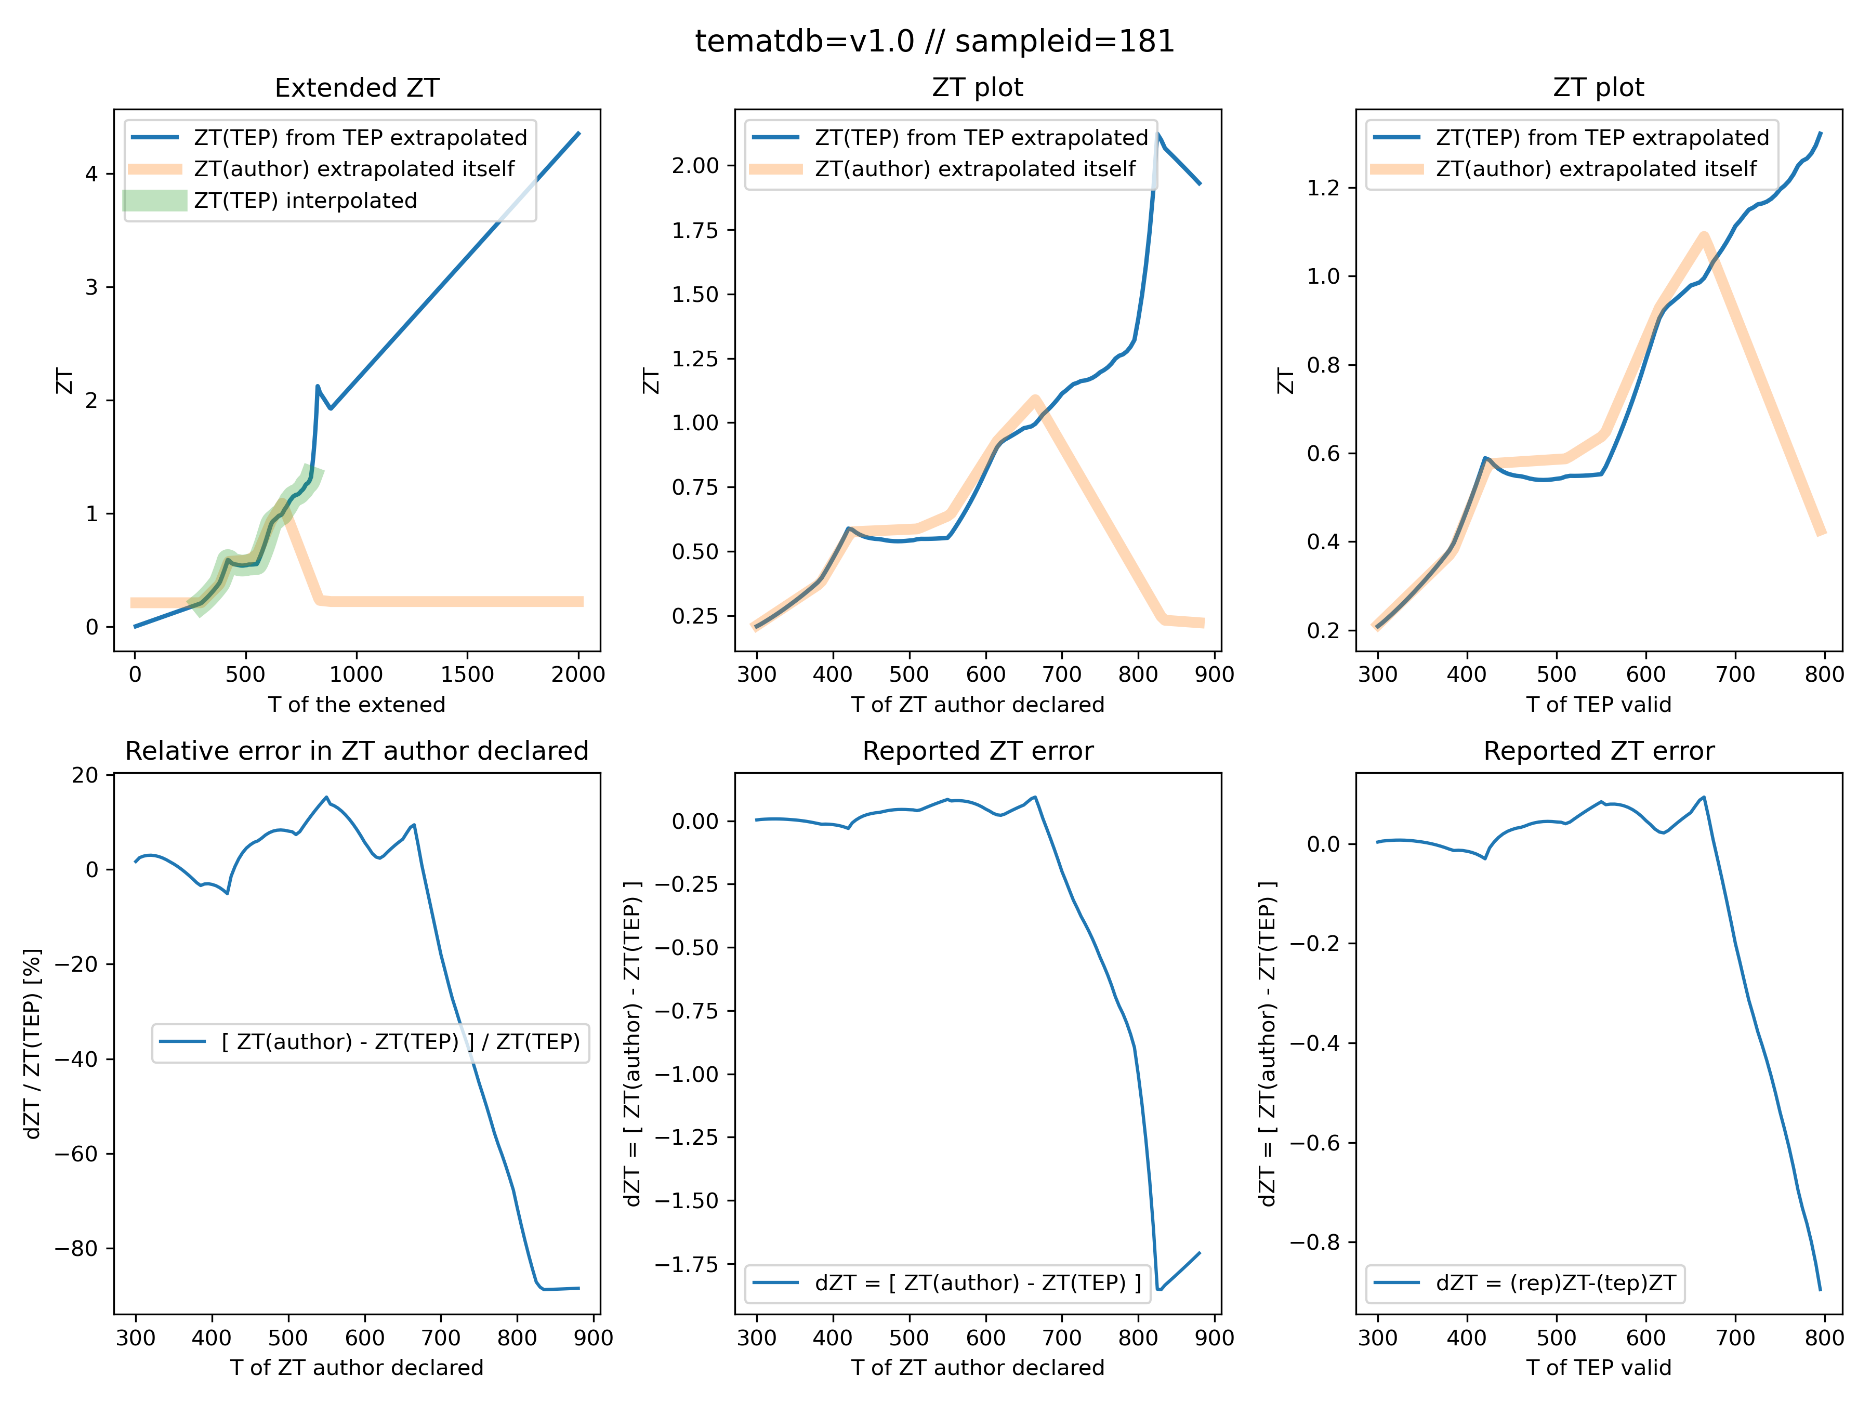 tematdb=v1.0 // sampleid=181
Extended ZT
ZT(TEP) from TEP extrapolated
ZT(author) extrapolated itself
ZT(TEP) interpolated
ZT
4
3
2
1
0
0 500 1000 1500 2000
T of the extened
ZT plot
ZT(TEP) from TEP extrapolated
ZT(author) extrapolated itself
ZT
2.00
1.75
1.50
1.25
1.00
0.75
0.50
0.25
300 400 500 600 700 800 900
T of ZT author declared
ZT plot
ZT(TEP) from TEP extrapolated
ZT(author) extrapolated itself
ZT
1.2
1.0
0.8
0.6
0.4
0.2
300 400 500 600 700 800
T of TEP valid
Relative error in ZT author declared
dZT / ZT(TEP) [%]
20
0
−20
−40
−60
−80
[ ZT(author) - ZT(TEP) ] / ZT(TEP)
300 400 500 600 700 800 900
T of ZT author declared
Reported ZT error
dZT = [ ZT(author) - ZT(TEP) ]
0.00
−0.25
−0.50
−0.75
−1.00
−1.25
−1.50
−1.75
dZT = [ ZT(author) - ZT(TEP) ]
300 400 500 600 700 800 900
T of ZT author declared
Reported ZT error
dZT = [ ZT(author) - ZT(TEP) ]
0.0
−0.2
−0.4
−0.6
−0.8
dZT = (rep)ZT-(tep)ZT
300 400 500 600 700 800
T of TEP valid